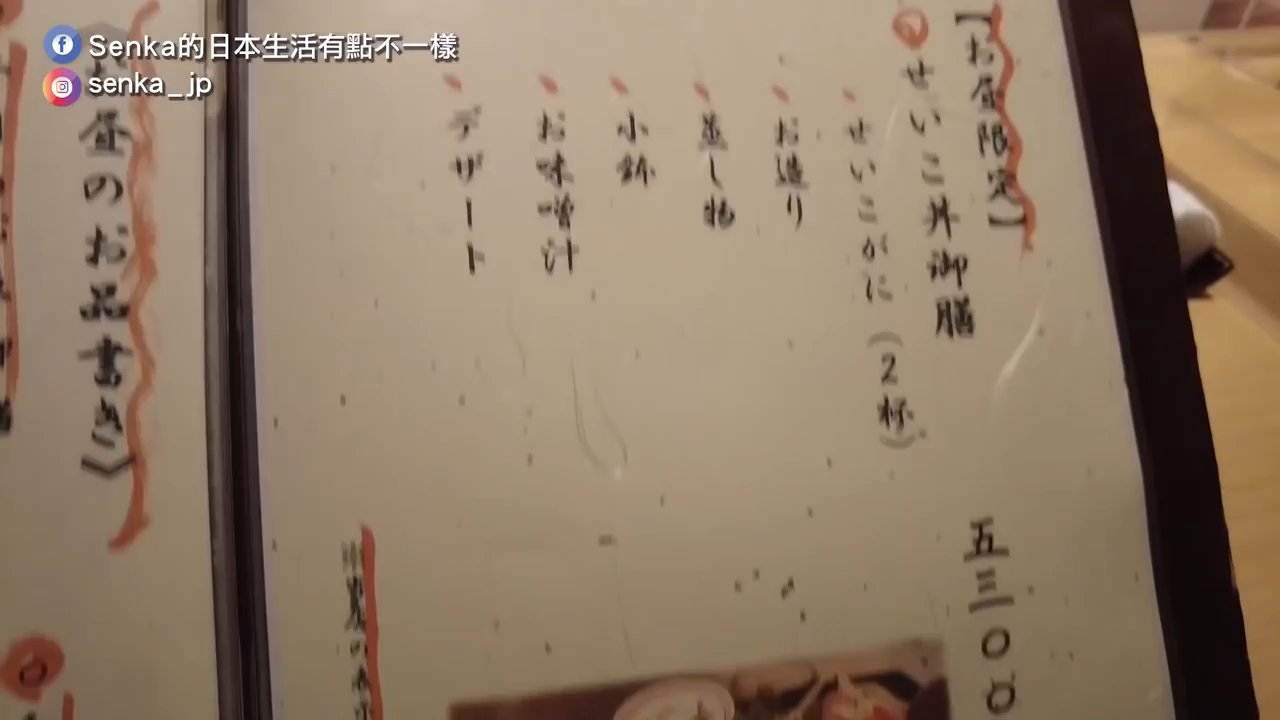 Senka的日本生活有點不一樣
senka_jp
【お昼限定】
せいこ丼御膳
せいこがに（2杯）
お造り
蒸し物
小鉢
お味噌汁
デザート
五三〇〇
昼のお品書き》